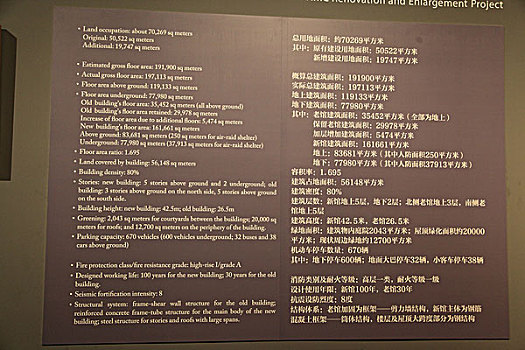 Renovation and Enlargement Project
• Land occupation: about 70,269 sq meters
Original: 50,522 sq meters
Additional: 19,747 sq meters
• Estimated gross floor area: 191,900 sq meters
• Actual gross floor area: 197,113 sq meters
• Floor area above ground: 119,133 sq meters
• Floor area underground: 77,980 sq meters
Old building's floor area: 35,452 sq meters (all above ground)
Old building's floor area retained: 29,978 sq meters
Increase of floor area due to additional floors: 5,474 sq meters
New building's floor area: 161,661 sq meters
Above ground: 83,681 sq meters (250 sq meters for air-raid shelter)
Underground: 77,980 sq meters (37,913 sq meters for air-raid shelter)
• Floor area ratio: 1.695
• Land covered by building: 56,148 sq meters
• Building density: 80%
• Stories: new building: 5 stories above ground and 2 underground; old
building: 3 stories above ground on the north side, 5 stories above ground
on the south side.
• Building height: new building: 42.5m; old building: 26.5m
• Greening: 2,043 sq meters for courtyards between the buildings; 20,000 sq
meters for roofs; and 12,700 sq meters on the periphery of the building.
• Parking capacity: 670 vehicles (600 vehicles underground; 32 buses and 38
cars above ground)
• Fire protection class/fire resistance grade: high-rise I/grade A
• Designed working life: 100 years for the new building; 30 years for the old
building.
• Seismic fortification intensity: 8
• Structural system: frame-shear wall structure for the old building;
reinforced concrete frame-tube structure for the main body of the new
building; steel structure for stories and roofs with large spans.
总用地面积：约70269平方米
其中：原有建设用地面积：50522平方米
新增建设用地面积：19747平方米
概算总建筑面积：191900平方米
实际总建筑面积：197113平方米
地上建筑面积：119133平方米
地下建筑面积：77980平方米
其中：老馆建筑面积：35452平方米（全部为地上）
保留老馆面积：29978平方米
加层增加建筑面积：5474平方米
新馆建筑面积：161661平方米
地上：83681平方米（其中人防面积250平方米）
地下：77980平方米（其中人防面积37913平方米）
容积率：1.695
建筑占地面积：56148平方米
建筑密度：80%
建筑层数：新馆地上5层，地下2层；北侧老馆地上3层，南侧老
馆地上5层
建筑高度：新馆42.5米，老馆26.5米
绿地面积：建筑物内庭院2043平方米；屋顶绿化面积约20000
平方米；现状周边绿地约12700平方米
机动车停车数量：670辆
其中：地下停车600辆；地面大巴停车32辆，小客车停车38辆
消防类别及耐火等级：高层一类，耐火等级一级
设计使用年限：新馆100年，老馆30年
抗震设防烈度：8度
结构体系：老馆加固为框架——剪力墙结构，新馆主体为钢筋
混凝土框架——筒体结构，楼层及屋顶大跨度部分为钢结构